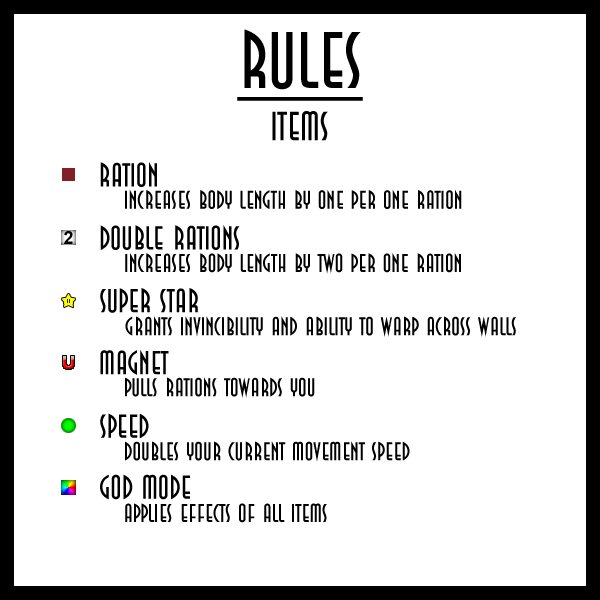 RULES
ITEMS
RATION
INCREASES BODY LENGTH BY ONE PER ONE RATION
2 DOUBLE RATIONS
INCREASES BODY LENGTH BY TWO PER ONE RATION
SUPER STAR
GRANTS INVINCIBILITY AND ABILITY TO WARP ACROSS WALLS
MAGNET
PULLS RATIONS TOWARDS YOU
SPEED
DOUBLES YOUR CURRENT MOVEMENT SPEED
GOD MODE
APPLIES EFFECTS OF ALL ITEMS